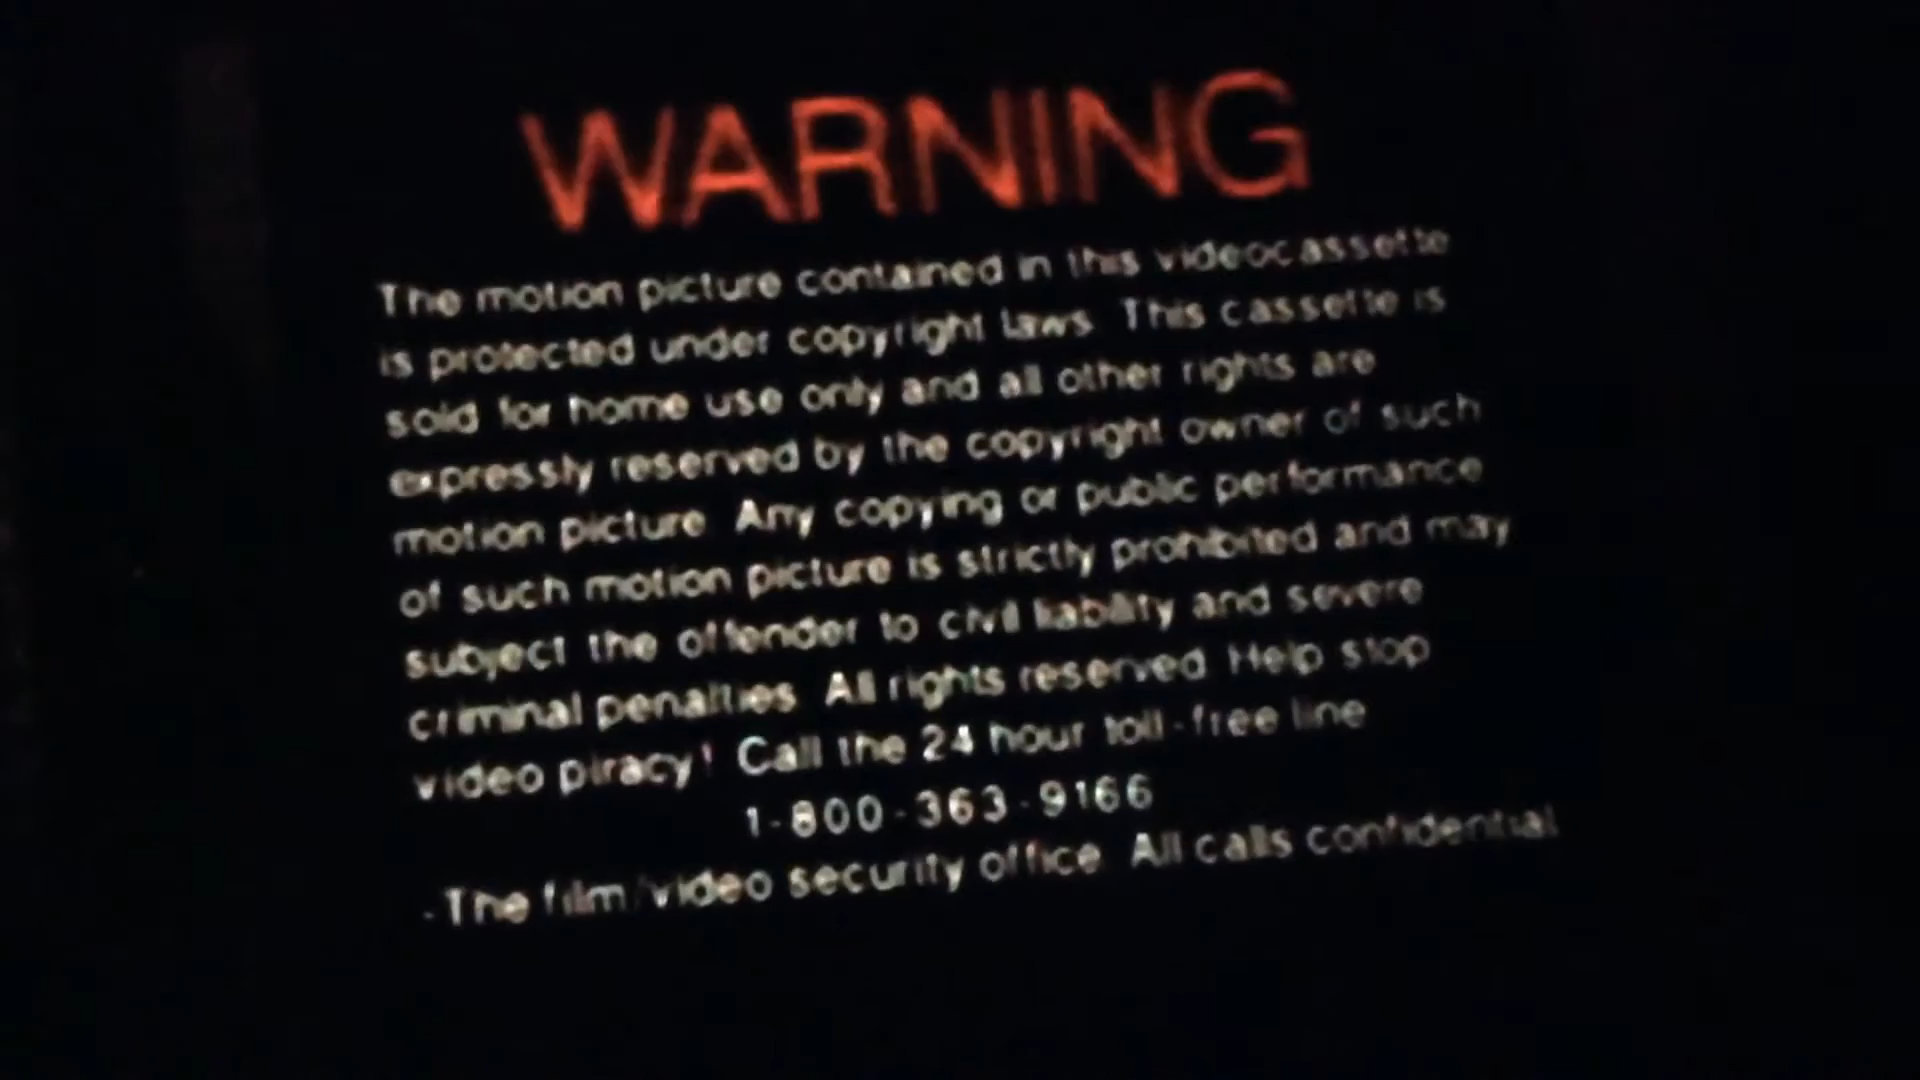 WARNING
The motion picture contained in this videocassette
is protected under copyright laws. This cassette is
sold for home use only and all other rights are
expressly reserved by the copyright owner of such
motion picture. Any copying or public performance
of such motion picture is strictly prohibited and may
subject the offender to civil liability and severe
criminal penalties. All rights reserved. Help stop
video piracy! Call the 24 hour toll-free line
1-800-363-9166
-The film/video security office. All calls confidential